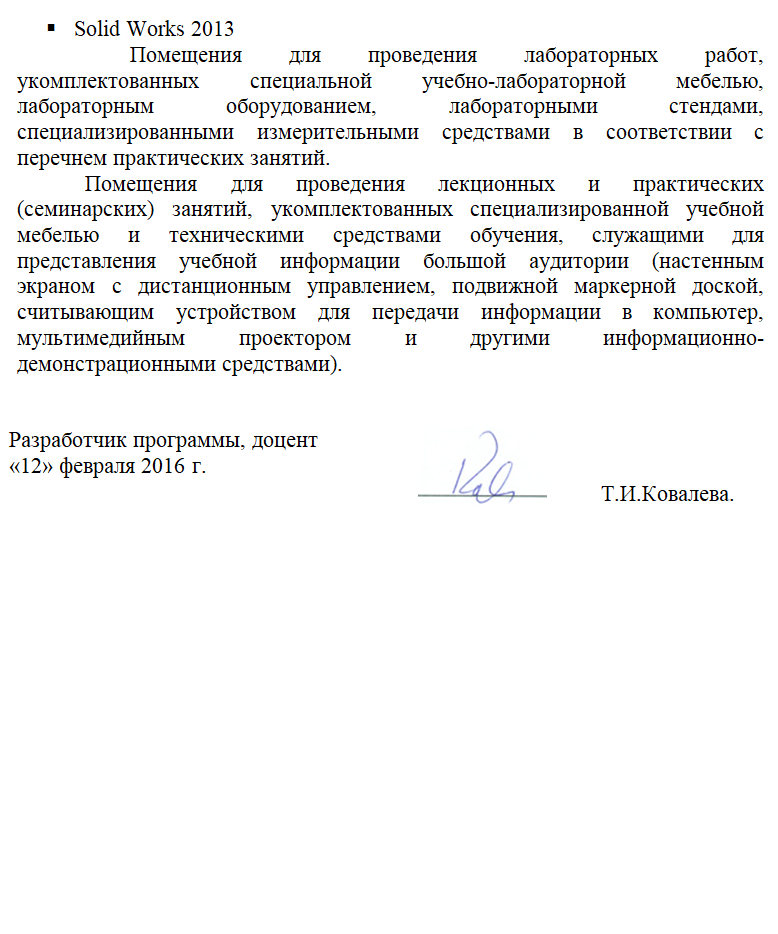 ▪ Solid Works 2013
Помещения для проведения лабораторных работ,
укомплектованных специальной учебно-лабораторной мебелью,
лабораторным оборудованием, лабораторными стендами,
специализированными измерительными средствами в соответствии с
перечнем практических занятий.
Помещения для проведения лекционных и практических
(семинарских) занятий, укомплектованных специализированной учебной
мебелью и техническими средствами обучения, служащими для
представления учебной информации большой аудитории (настенным
экраном с дистанционным управлением, подвижной маркерной доской,
считывающим устройством для передачи информации в компьютер,
мультимедийным проектором и другими информационно-
демонстрационными средствами).
Разработчик программы, доцент
«12» февраля 2016 г.
Т.И.Ковалева.